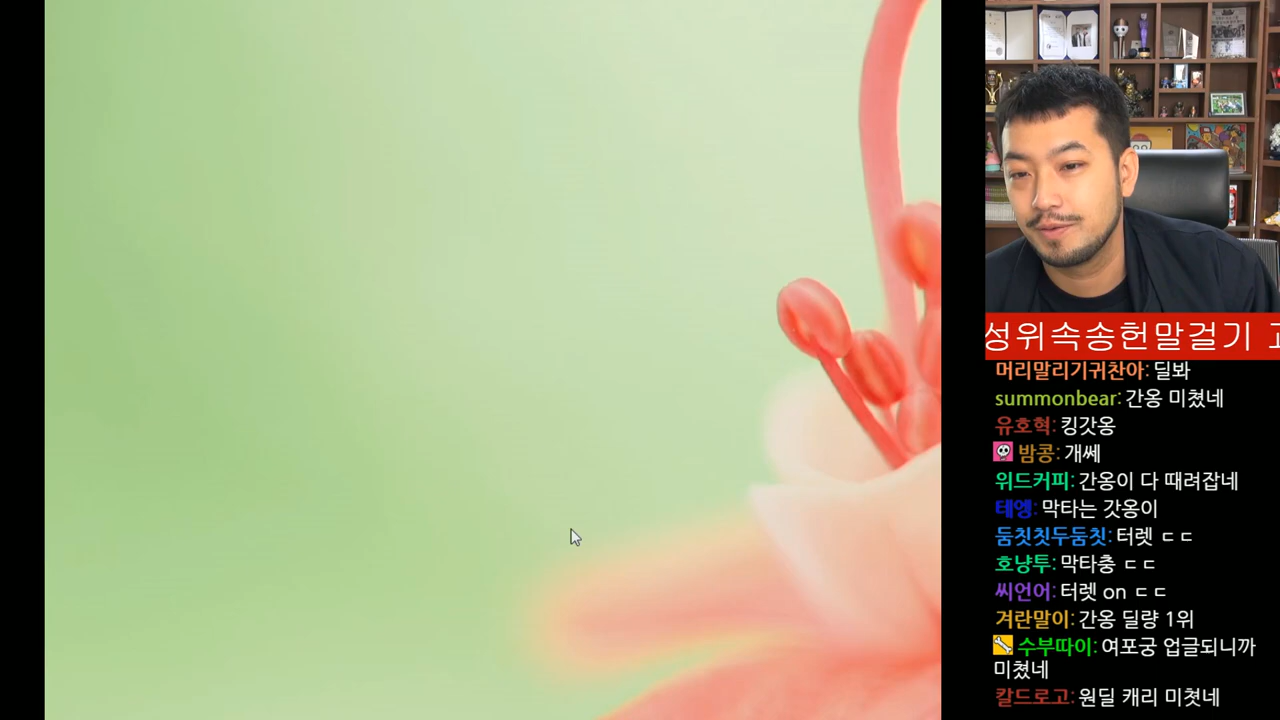 성위속송헌말걸기 고
머리말리기귀찬아: 딜봐
summonbear: 간옹 미쳤네
유호혁: 킹갓옹
밤콩: 개쎄
위드커피: 간옹이 다 때려잡네
테엥: 막타는 갓옹이
둠칫칫두둠칫: 터렛 ㄷㄷ
호냥투: 막타충 ㄷㄷ
씨언어: 터렛 on ㄷㄷ
겨란말이: 간옹 딜량 1위
수부따이: 여포궁 업글되니까
미쳤네
칼드로고: 원딜 캐리 미쳣네